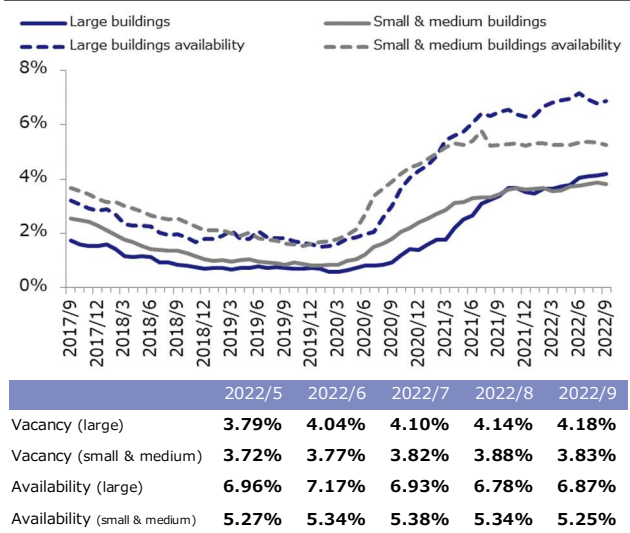 Large buildings
Small & medium buildings
Large buildings availability
Small & medium buildings availability
8%
6%
4%
2%
0%
2017/9
2017/12
2018/3
2018/6
2018/9
2018/12
2019/3
2019/6
2019/9
2019/12
2020/3
2020/6
2020/9
2020/12
2021/3
2021/6
2021/9
2021/12
2022/3
2022/6
2022/9
2022/5 2022/6 2022/7 2022/8 2022/9
Vacancy (large) 3.79% 4.04% 4.10% 4.14% 4.18%
Vacancy (small & medium) 3.72% 3.77% 3.82% 3.88% 3.83%
Availability (large) 6.96% 7.17% 6.93% 6.78% 6.87%
Availability (small & medium) 5.27% 5.34% 5.38% 5.34% 5.25%